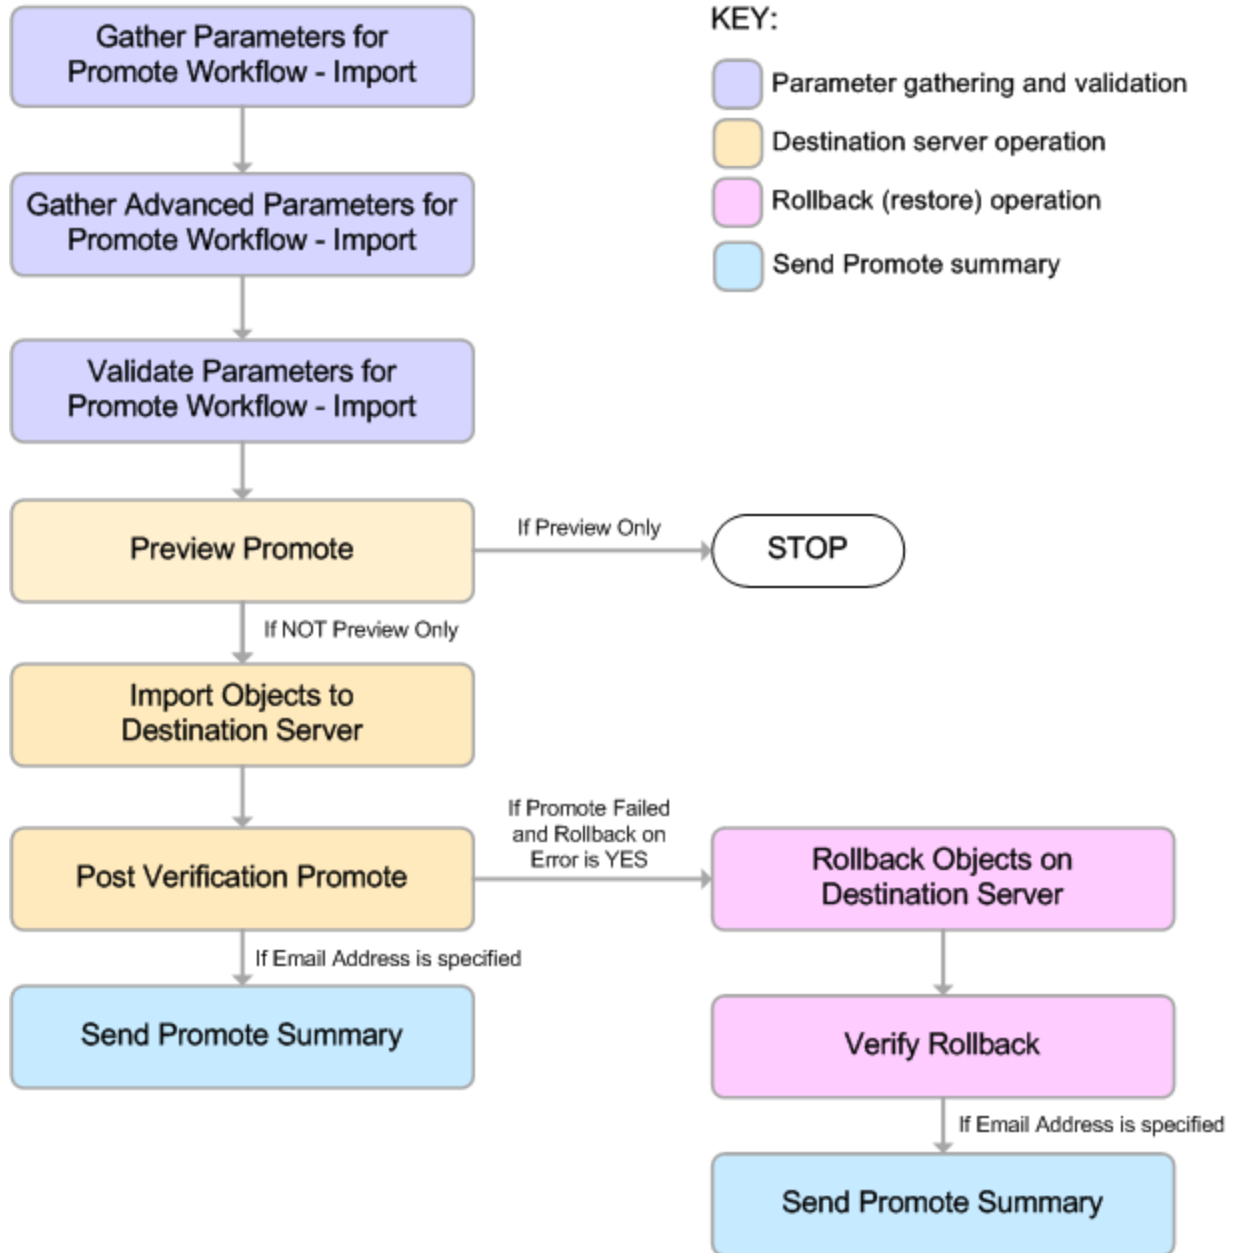 Gather Parameters for
Promote Workflow - Import
KEY:
Parameter gathering and validation
Destination server operation
Rollback (restore) operation
Send Promote summary
Gather Advanced Parameters for
Promote Workflow - Import
Validate Parameters for
Promote Workflow - Import
Preview Promote
If Preview Only
STOP
If NOT Preview Only
Import Objects to
Destination Server
Post Verification Promote
If Promote Failed
and Rollback on
Error is YES
Rollback Objects on
Destination Server
If Email Address is specified
Send Promote Summary
Verify Rollback
If Email Address is specified
Send Promote Summary